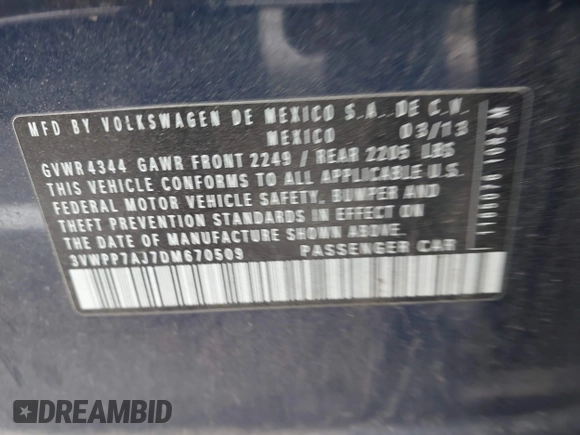 MFD BY VOLKSWAGEN DE MEXICO S.A. DE C.V.
MEXICO 03/13
GVWR 4344 GAWR FRONT 2249 / REAR 2205 LBS
THIS VEHICLE CONFORMS TO ALL APPLICABLE U.S.
FEDERAL MOTOR VEHICLE SAFETY. BUMPER AND
THEFT PREVENTION STANDARDS IN EFFECT ON
THE DATE OF MANUFACTURE SHOWN ABOVE.
3VWPP7AJ7DM670509 PASSENGER CAR
DREAMBID